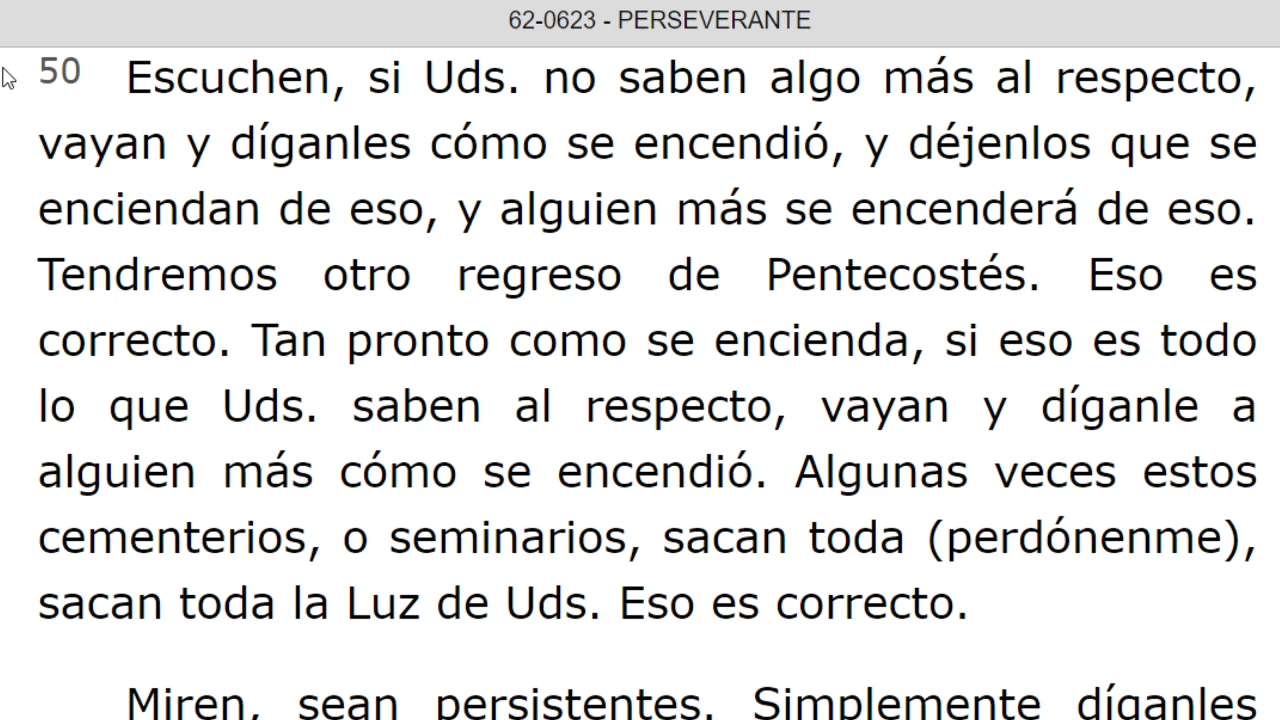 62-0623 - PERSEVERANTE
50 Escuchen, si Uds. no saben algo más al respecto,
vayan y díganles cómo se encendió, y déjenlos que se
enciendan de eso, y alguien más se encenderá de eso.
Tendremos otro regreso de Pentecostés. Eso es
correcto. Tan pronto como se encienda, si eso es todo
lo que Uds. saben al respecto, vayan y díganle a
alguien más cómo se encendió. Algunas veces estos
cementerios, o seminarios, sacan toda (perdónenme),
sacan toda la Luz de Uds. Eso es correcto.
Miren, sean persistentes. Simplemente díganles